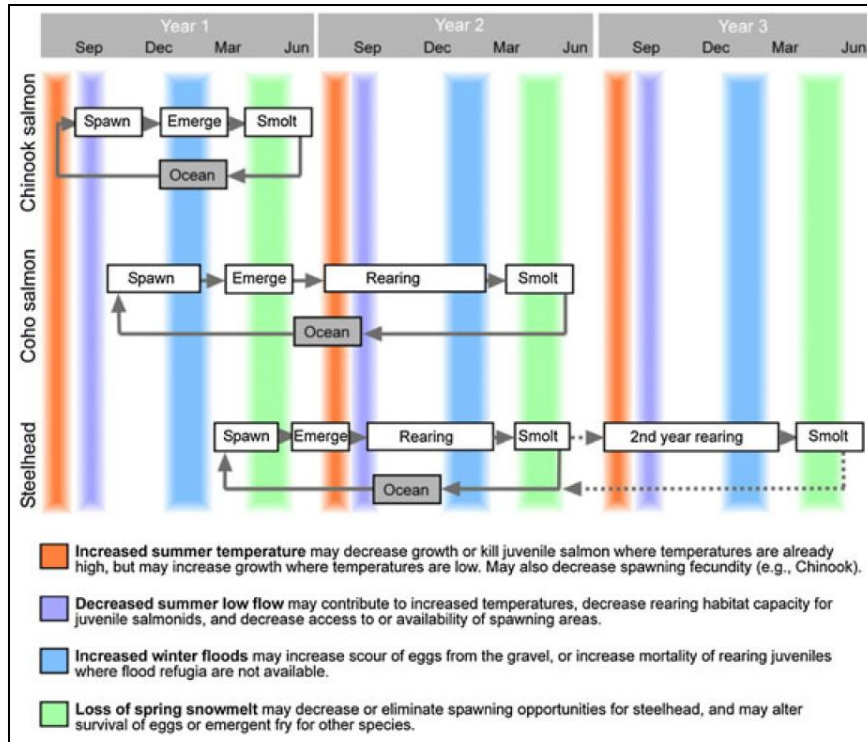 Year 1 Year 2 Year 3
Sep Dec Mar Jun Sep Dec Mar Jun Sep Dec Mar Jun
Chinook salmon
Spawn Emerge Smolt
Ocean
Coho salmon
Spawn Emerge Rearing Smolt
Ocean
Steelhead
Spawn Emerge Rearing Smolt 2nd year rearing Smolt
Ocean
Increased summer temperature may decrease growth or kill juvenile salmon where temperatures are already
high, but may increase growth where temperatures are low. May also decrease spawning fecundity (e.g., Chinook).
Decreased summer low flow may contribute to increased temperatures, decrease rearing habitat capacity for
juvenile salmonids, and decrease access to or availability of spawning areas.
Increased winter floods may increase scour of eggs from the gravel, or increase mortality of rearing juveniles
where flood refugia are not available.
Loss of spring snowmelt may decrease or eliminate spawning opportunities for steelhead, and may alter
survival of eggs or emergent fry for other species.